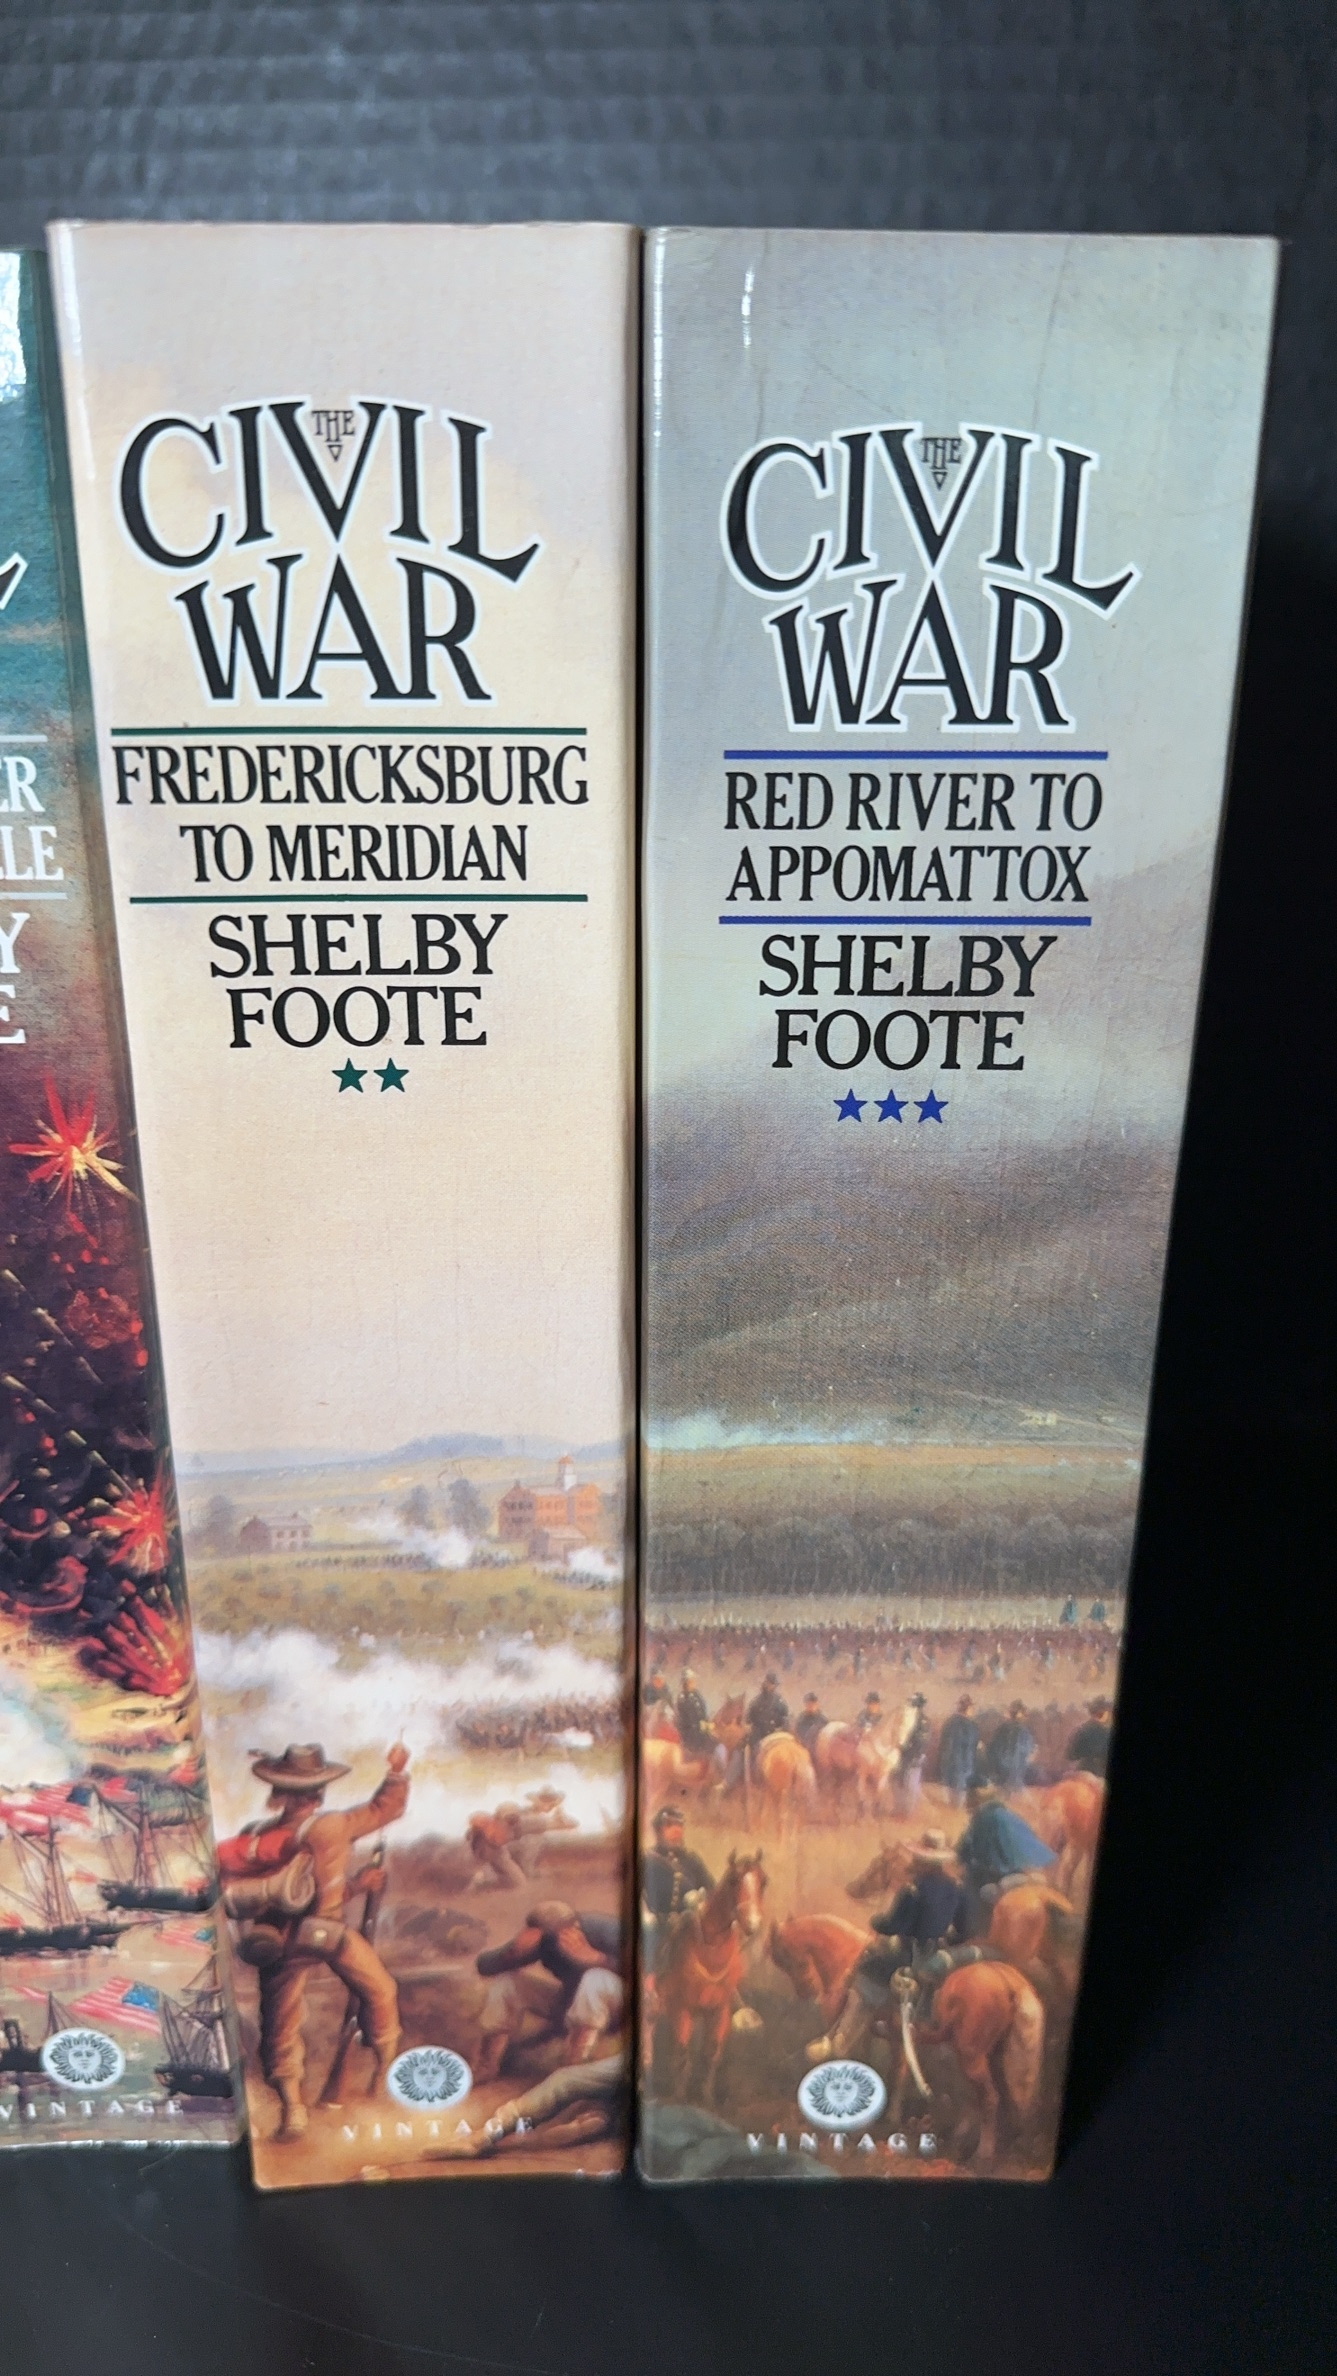 THE
CIVIL
WAR
FREDERICKSBURG
TO MERIDIAN
SHELBY
FOOTE
VINTAGE
THE
CIVIL
WAR
RED RIVER TO
APPOMATTOX
SHELBY
FOOTE
VINTAGE
VINTAGE